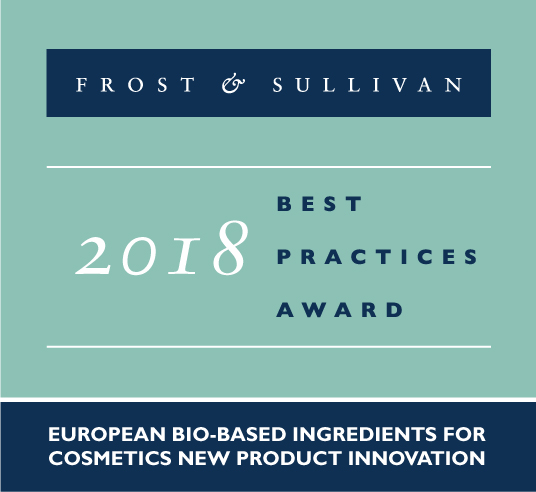 FROST & SULLIVAN
2018
BEST
PRACTICES
AWARD
EUROPEAN BIO-BASED INGREDIENTS FOR
COSMETICS NEW PRODUCT INNOVATION